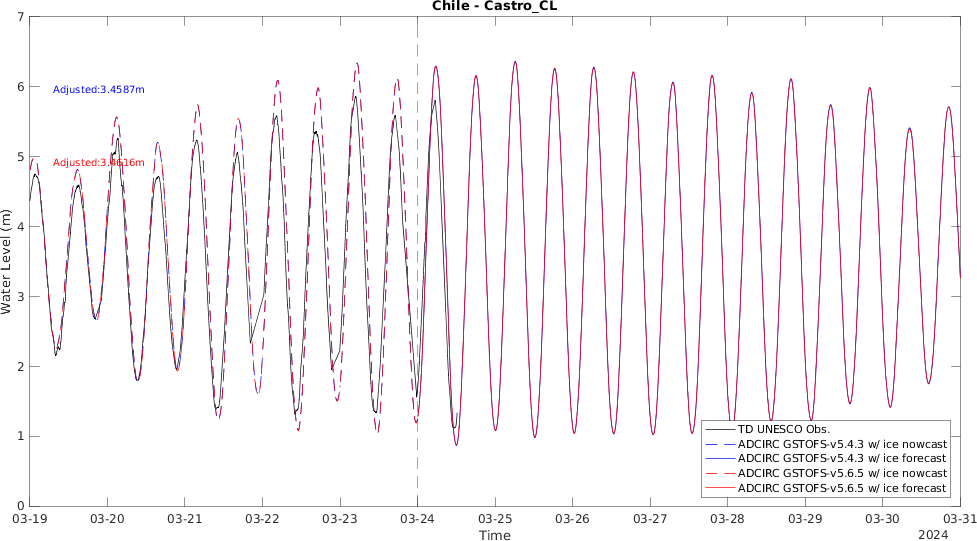 Chile - Castro_CL
7
6
5
4
3
2
1
0
Water Level (m)
Adjusted:3.4587m
Adjusted:3.4616m
TD UNESCO Obs.
ADCIRC GSTOFS-v5.4.3 w/ ice nowcast
ADCIRC GSTOFS-v5.4.3 w/ ice forecast
ADCIRC GSTOFS-v5.6.5 w/ ice nowcast
ADCIRC GSTOFS-v5.6.5 w/ ice forecast
03-19 03-20 03-21 03-22 03-23 03-24 03-25 03-26 03-27 03-28 03-29 03-30 03-31
Time
2024